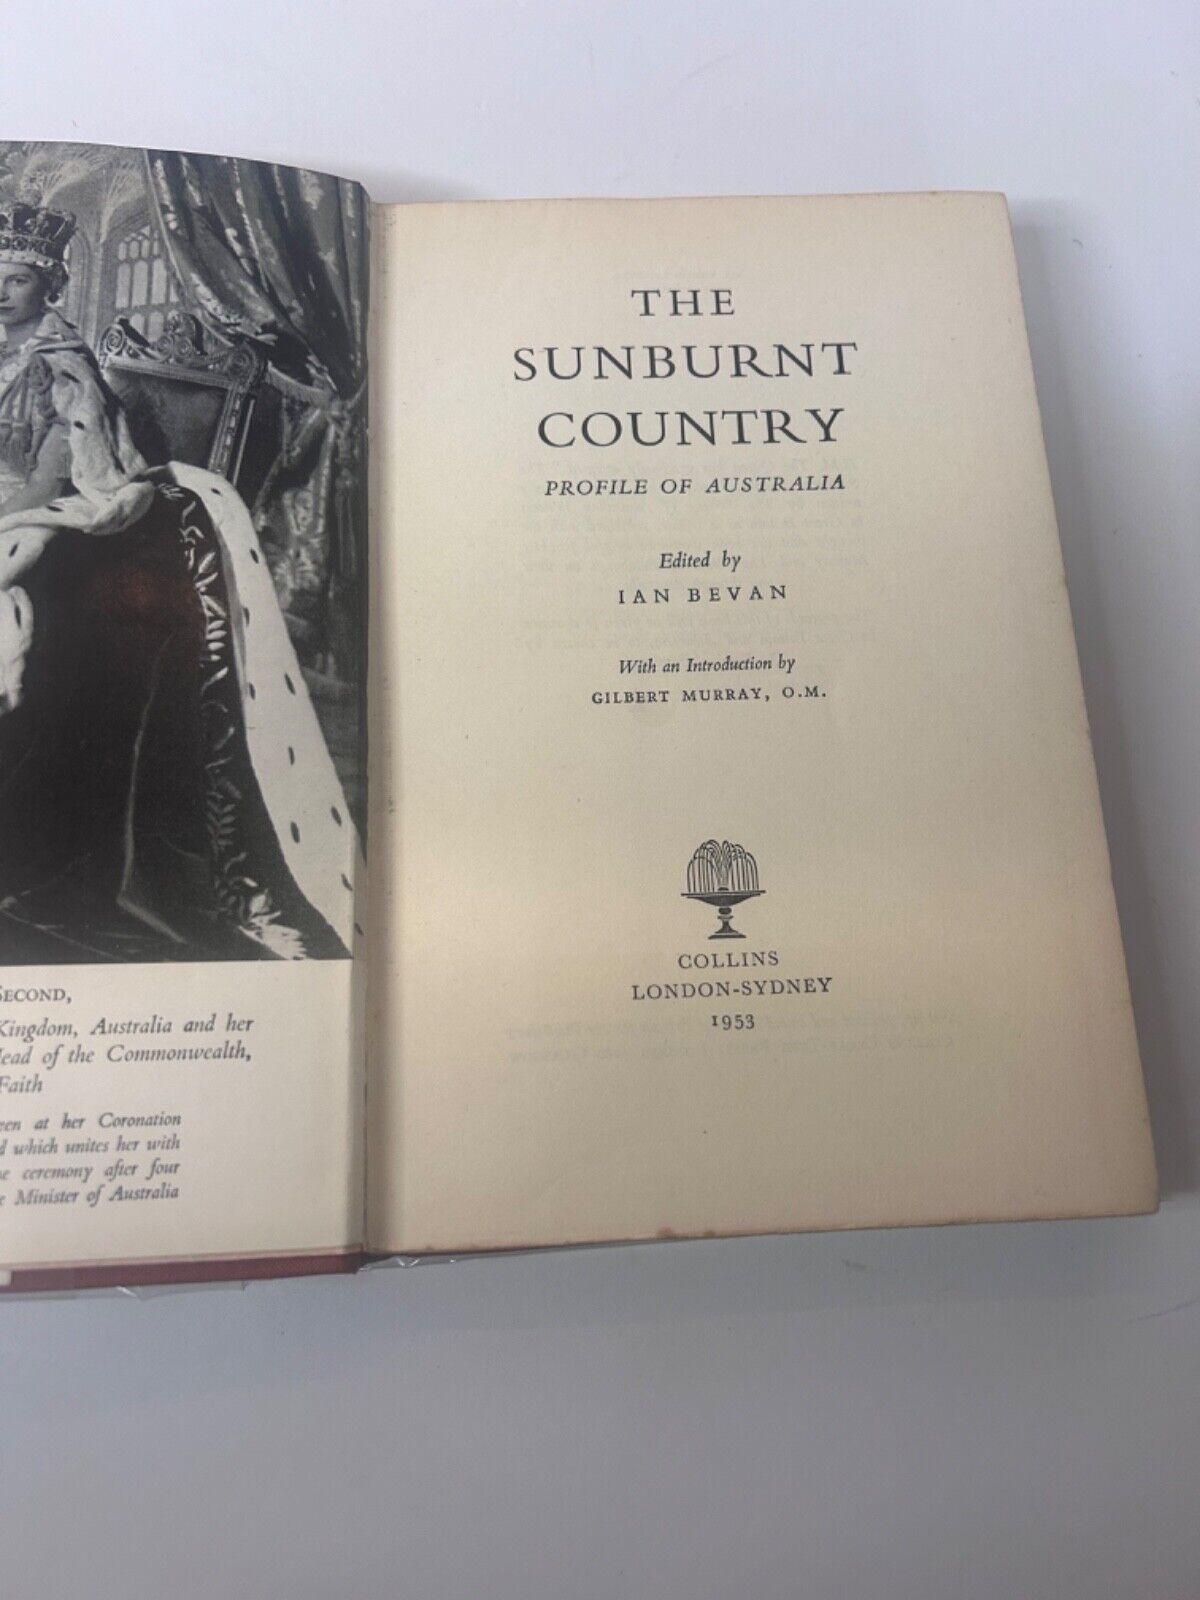 SECOND,
Kingdom, Australia and her
Head of the Commonwealth,
Faith
at her Coronation
which unites her with
ceremony after four
Minister of Australia
THE
SUNBURNT
COUNTRY
PROFILE OF AUSTRALIA
Edited by
IAN BEVAN
With an Introduction by
GILBERT MURRAY, O.M.
COLLINS
LONDON-SYDNEY
1953